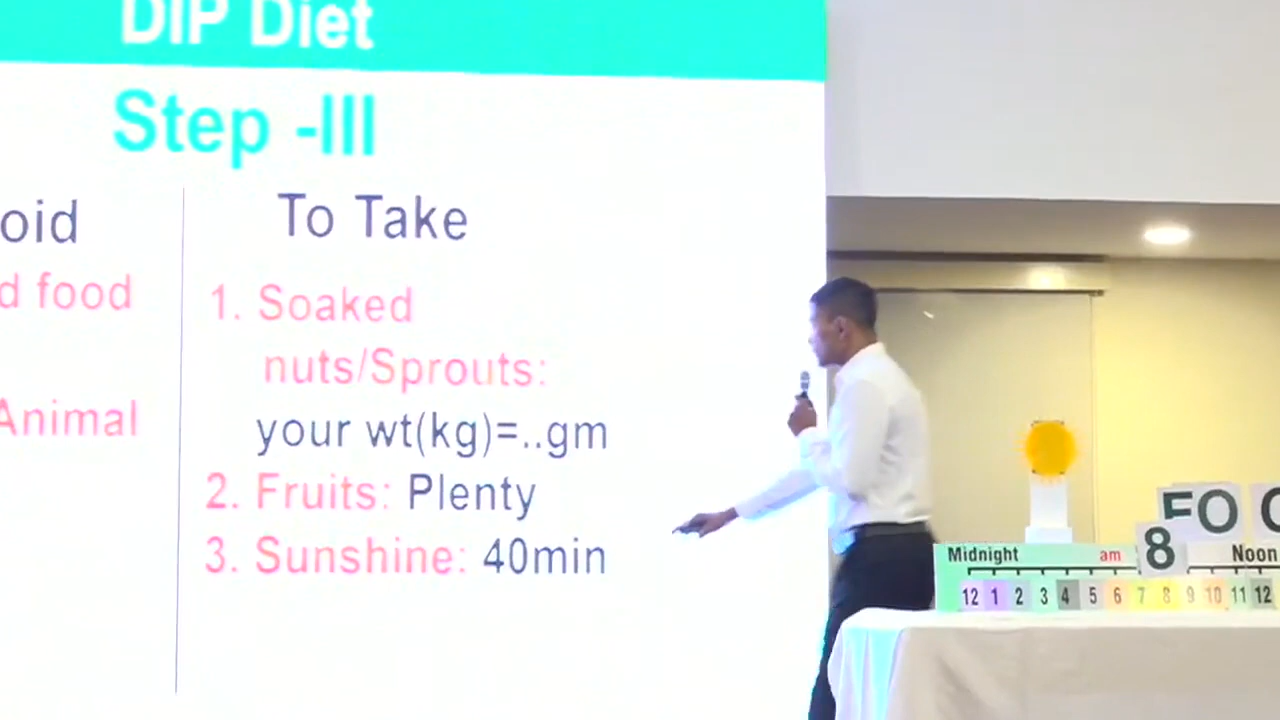 DIP Diet
Step -III
oid
d food
Animal
To Take
1. Soaked
nuts/Sprouts:
your wt(kg)=..gm
2. Fruits: Plenty
3. Sunshine: 40min
FO
8
Midnight am Noon
12 1 2 3 4 5 6 7 8 9 10 11 12